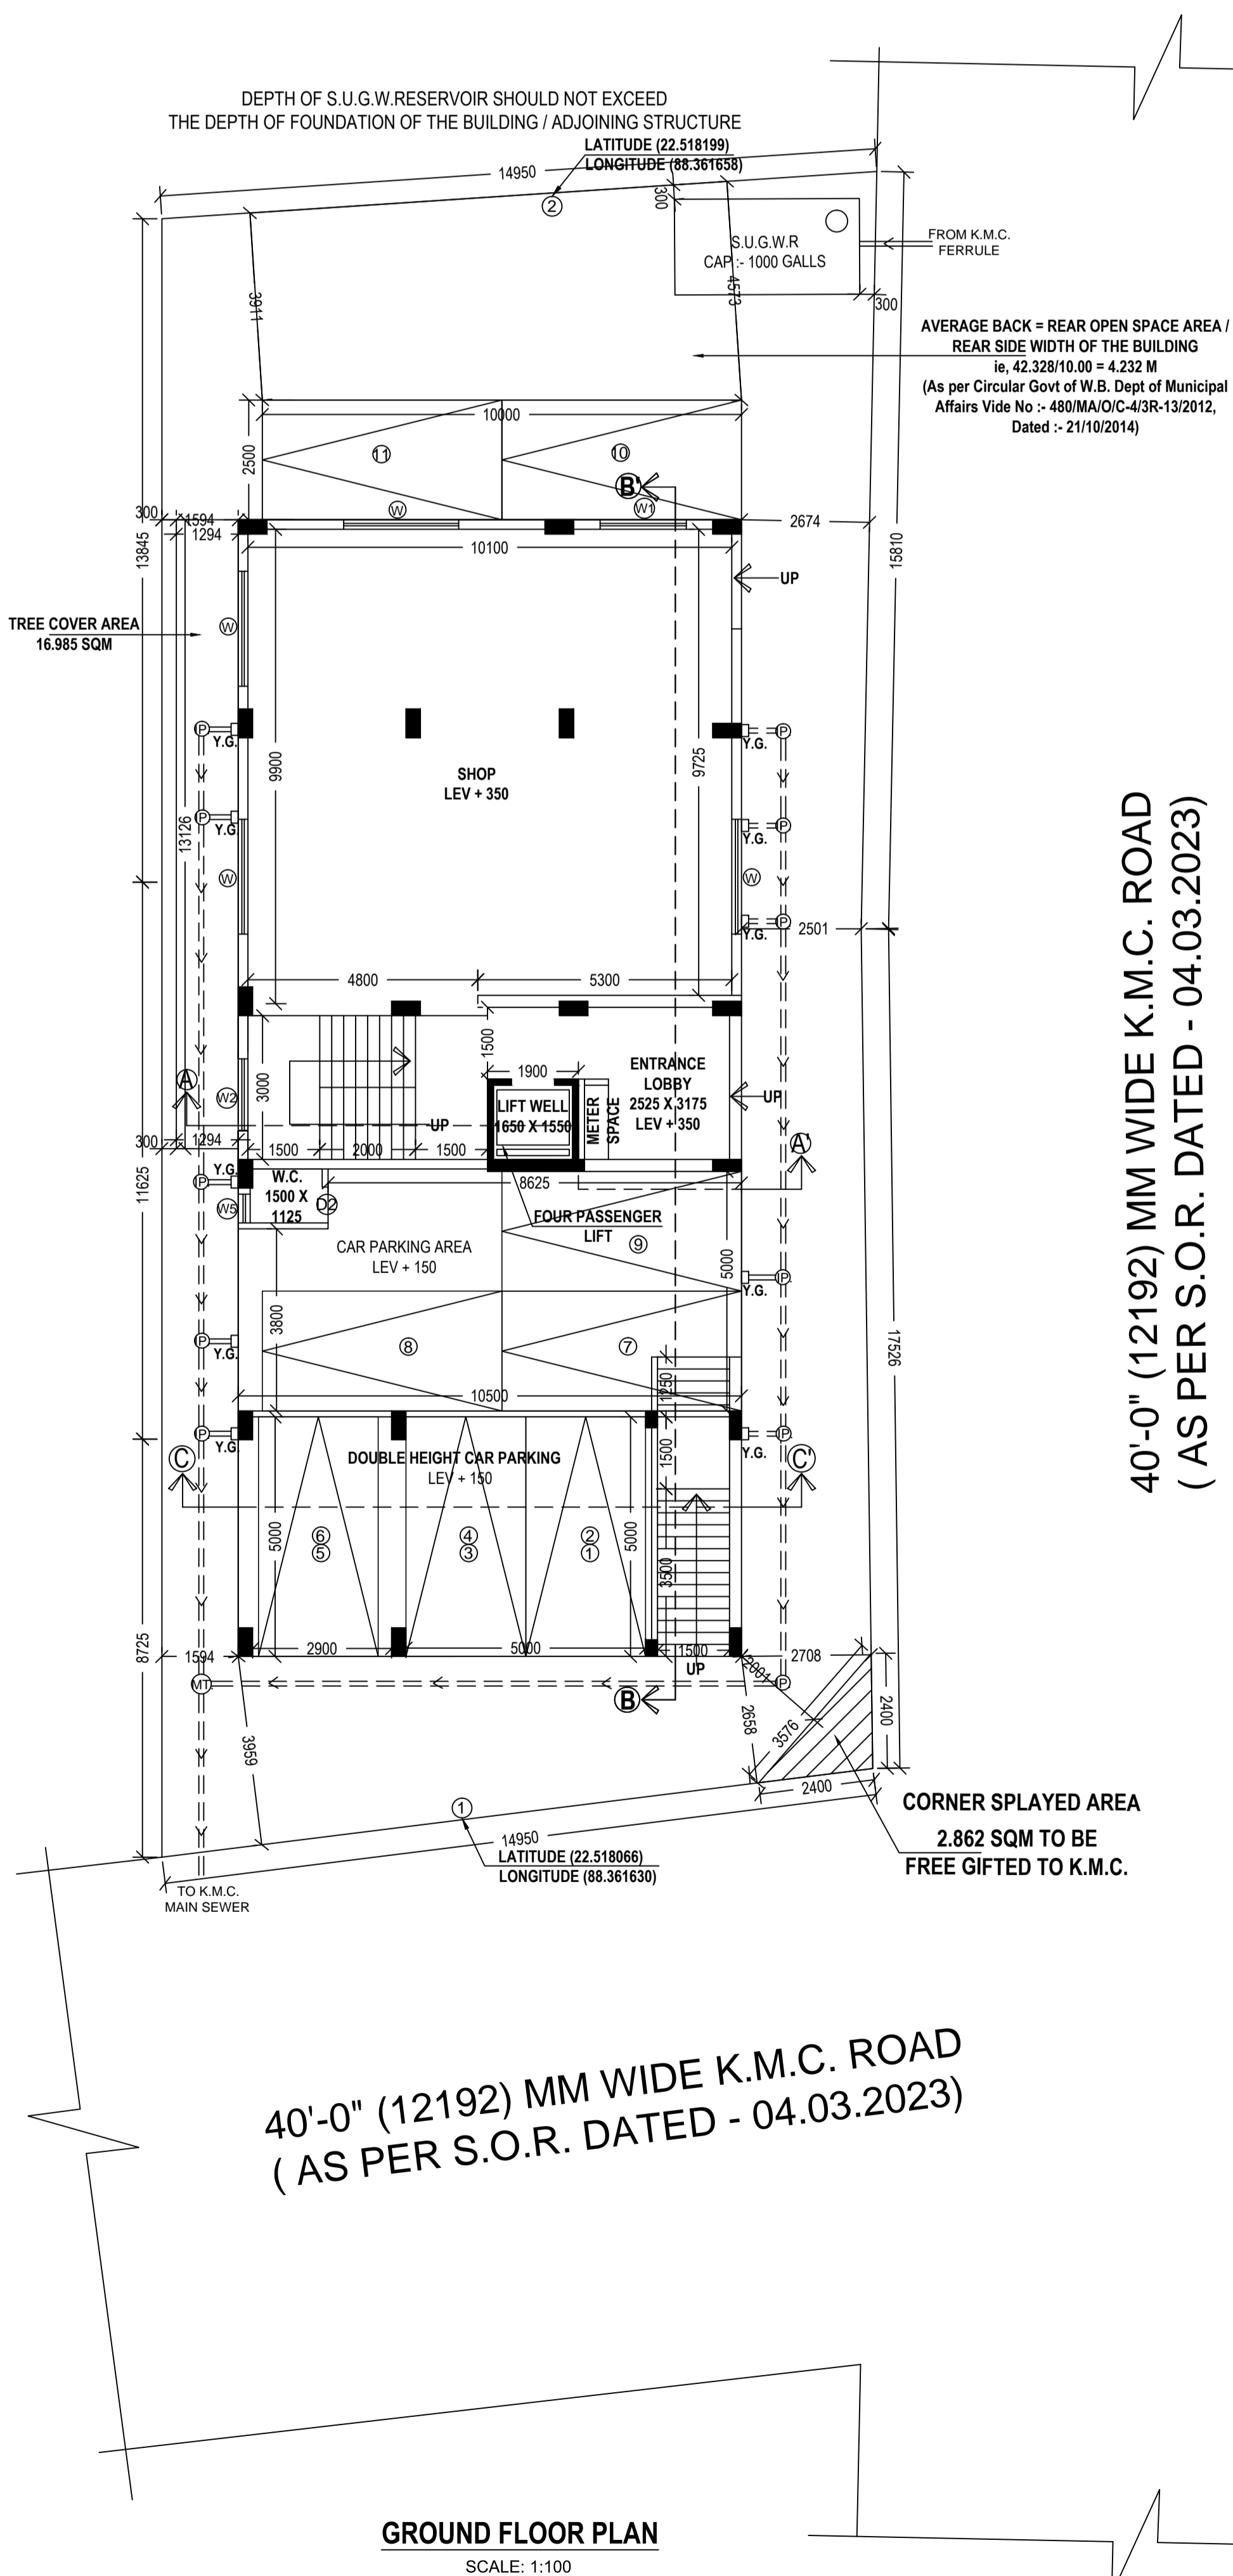 DEPTH OF S.U.G.W.RESERVOIR SHOULD NOT EXCEED
THE DEPTH OF FOUNDATION OF THE BUILDING / ADJOINING STRUCTURE
LATITUDE (22.518199)
LONGITUDE (88.361658)
14950
2
300
S.U.G.W.R
CAP :- 1000 GALLS
FROM K.M.C.
FERRULE
3911
4573
300
AVERAGE BACK = REAR OPEN SPACE AREA /
REAR SIDE WIDTH OF THE BUILDING
ie, 42.328/10.00 = 4.232 M
(As per Circular Govt of W.B. Dept of Municipal
Affairs Vide No :- 480/MA/O/C-4/3R-13/2012,
Dated :- 21/10/2014)
10000
2500
11
10
B'
W
W1
300
1594
1294
2674
13845
10100
15810
UP
TREE COVER AREA
16.985 SQM
W
P
Y.G.
P
Y.G.
9900
SHOP
LEV + 350
9725
P
Y.G
P
Y.G.
13126
W
W
P
Y.G.
2501
4800
5300
40'-0" (12192) MM WIDE K.M.C. ROAD
( AS PER S.O.R. DATED - 04.03.2023)
1500
3000
1900
ENTRANCE
LOBBY
2525 X 3175
LEV + 350
A
W2
LIFT WELL
1650 X 1550
METER
SPACE
UP
UP
300
1294
1500
2000
1500
A'
11625
Y.G.
P
W.C.
1500 X
1125
D2
8625
W5
FOUR PASSENGER
LIFT
CAR PARKING AREA
LEV + 150
9
5000
P
Y.G.
3800
P
Y.G.
8
7
17526
1250
10500
P
Y.G.
P
Y.G.
C
DOUBLE HEIGHT CAR PARKING
LEV + 150
1500
C'
5000
6
5
4
3
2
1
5000
3500
8725
1594
2900
5000
1500
2708
UP
MT
2001
P
B
2658
3576
2400
3959
2400
CORNER SPLAYED AREA
2.862 SQM TO BE
FREE GIFTED TO K.M.C.
1
14950
LATITUDE (22.518066)
LONGITUDE (88.361630)
TO K.M.C.
MAIN SEWER
40'-0" (12192) MM WIDE K.M.C. ROAD
( AS PER S.O.R. DATED - 04.03.2023)
GROUND FLOOR PLAN
SCALE: 1:100